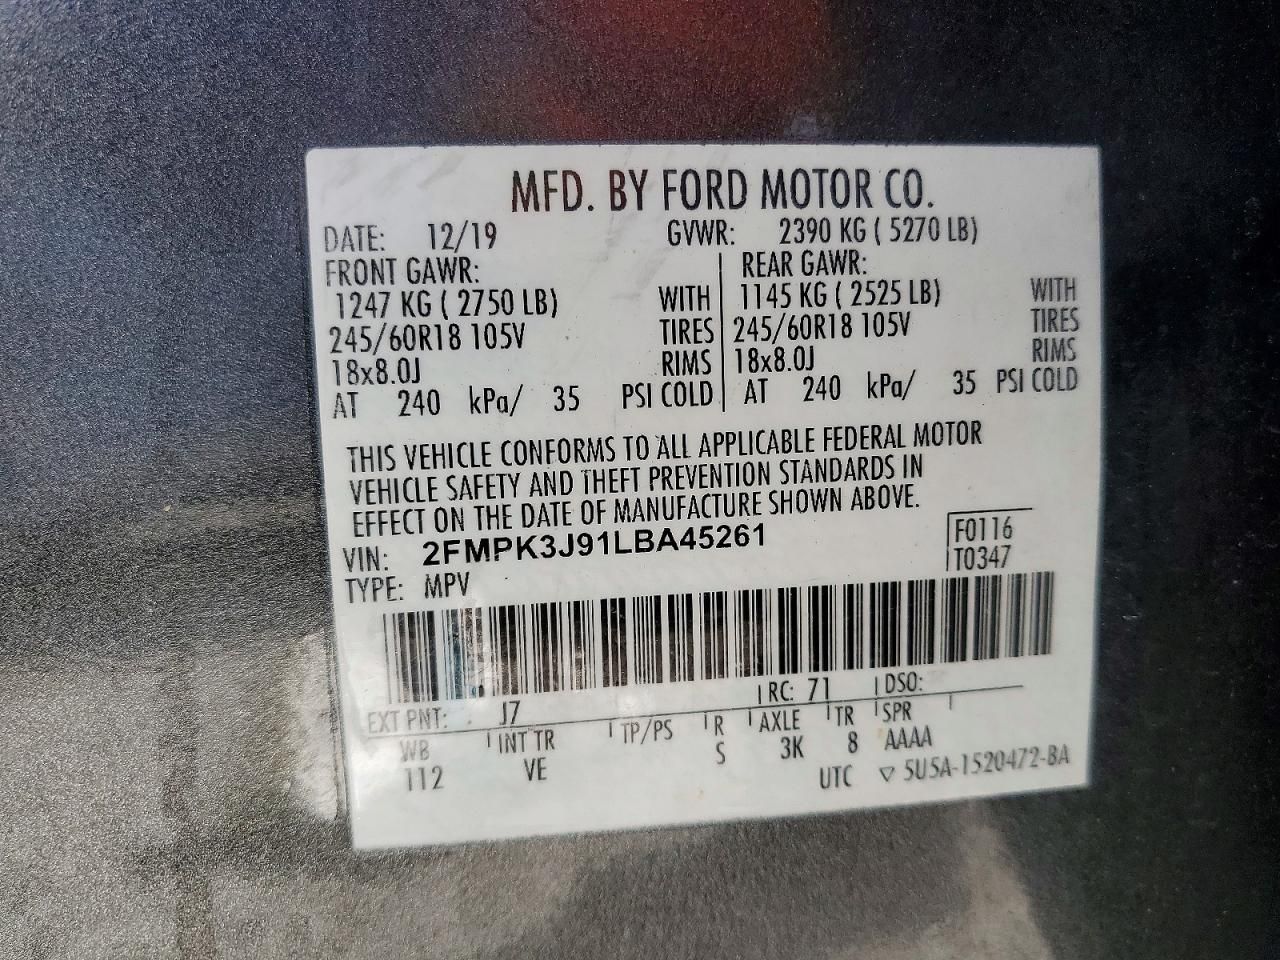 MFD. BY FORD MOTOR CO.
DATE: 12/19 GVWR: 2390 KG ( 5270 LB)
FRONT GAWR: REAR GAWR:
1247 KG ( 2750 LB) WITH 1145 KG ( 2525 LB) WITH
245/60R18 105V TIRES 245/60R18 105V TIRES
18x8.0J RIMS 18x8.0J RIMS
AT 240 kPa/ 35 PSI COLD AT 240 kPa/ 35 PSI COLD
THIS VEHICLE CONFORMS TO ALL APPLICABLE FEDERAL MOTOR
VEHICLE SAFETY AND THEFT PREVENTION STANDARDS IN
EFFECT ON THE DATE OF MANUFACTURE SHOWN ABOVE.
VIN: 2FMPK3J91LBA45261 F0116
TYPE: MPV T0347
EXT PNT: J7 RC: 71 DSO:
WB INT TR TP/PS R AXLE TR SPR
112 VE S 3K 8 AAAA
UTC ▽ 5U5A-1520472-BA